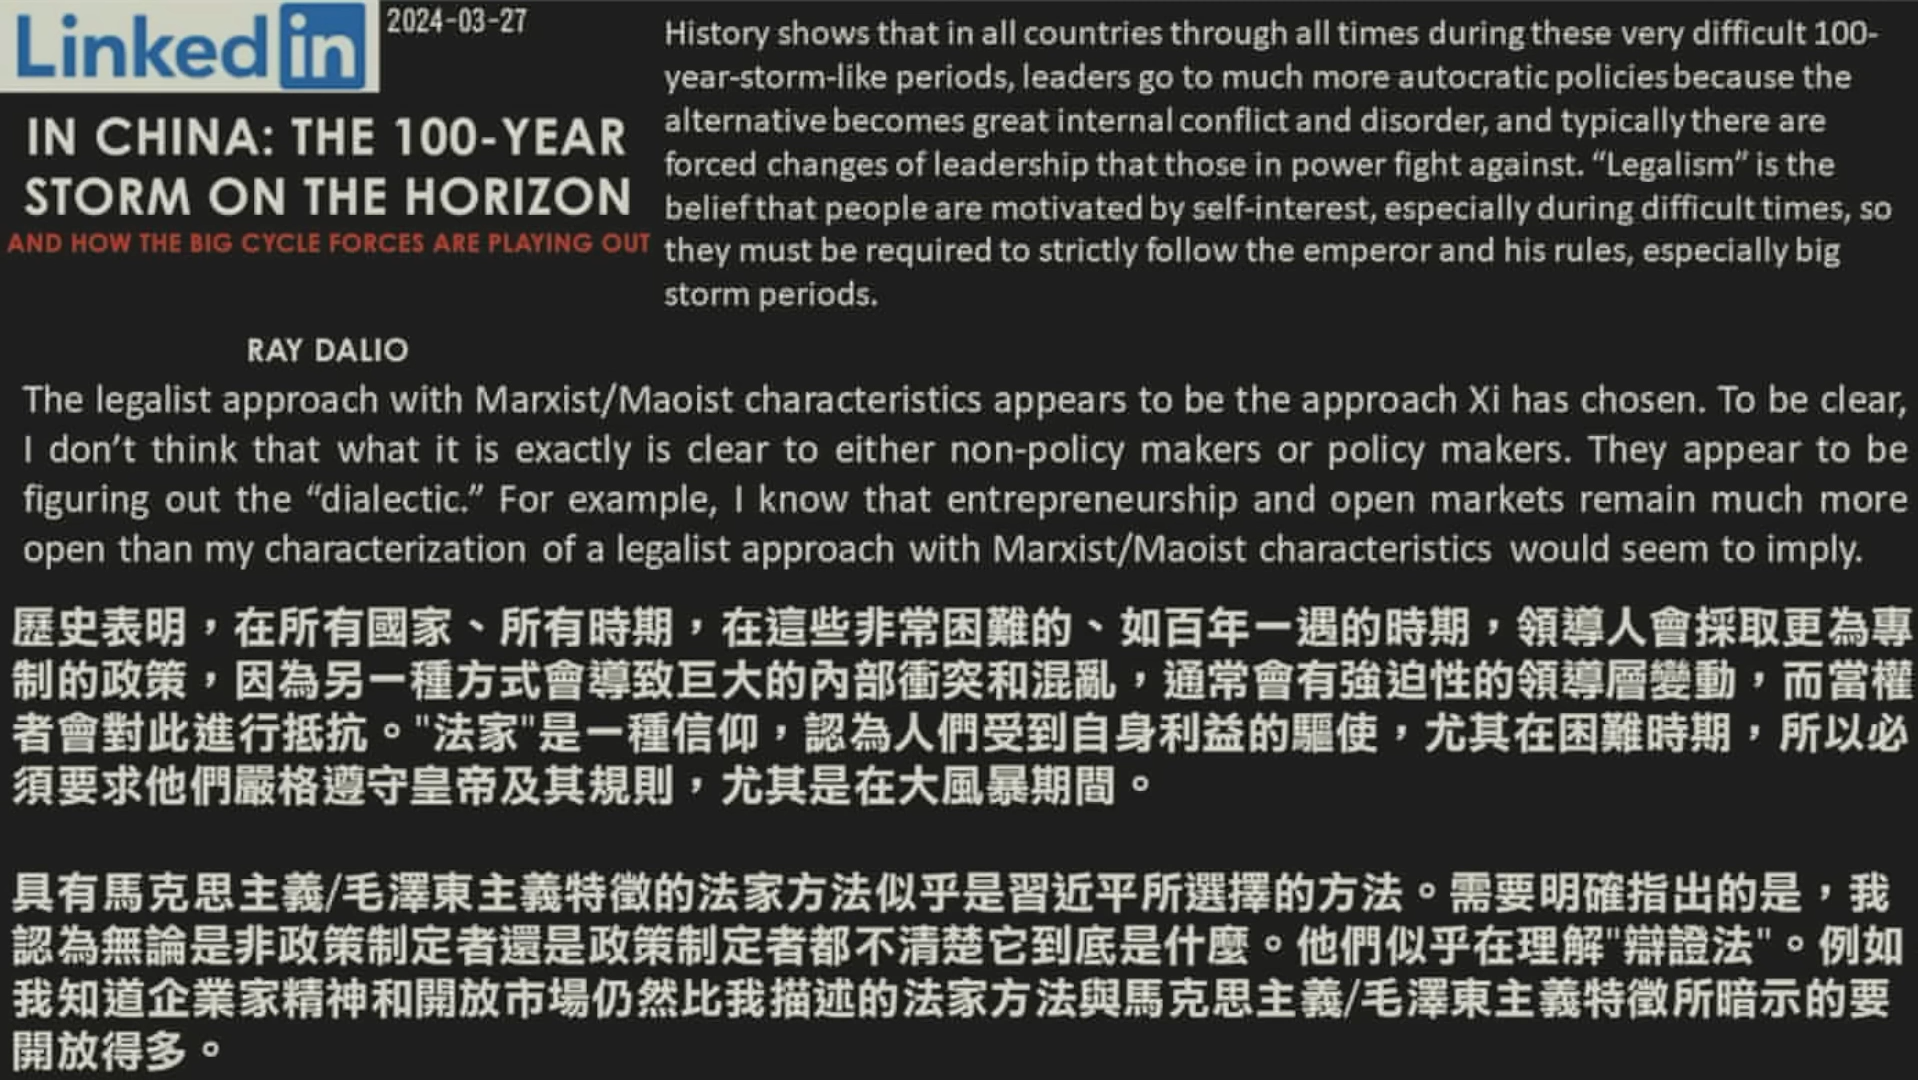 Linked in
2024-03-27
IN CHINA: THE 100-YEAR
STORM ON THE HORIZON
AND HOW THE BIG CYCLE FORCES ARE PLAYING OUT
RAY DALIO
History shows that in all countries through all times during these very difficult 100-
year-storm-like periods, leaders go to much more autocratic policies because the
alternative becomes great internal conflict and disorder, and typically there are
forced changes of leadership that those in power fight against. “Legalism” is the
belief that people are motivated by self-interest, especially during difficult times, so
they must be required to strictly follow the emperor and his rules, especially big
storm periods.
The legalist approach with Marxist/Maoist characteristics appears to be the approach Xi has chosen. To be clear,
I don’t think that what it is exactly is clear to either non-policy makers or policy makers. They appear to be
figuring out the “dialectic.” For example, I know that entrepreneurship and open markets remain much more
open than my characterization of a legalist approach with Marxist/Maoist characteristics would seem to imply.
歷史表明，在所有國家、所有時期，在這些非常困難的、如百年一遇的時期，領導人會採取更為專
制的政策，因為另一種方式會導致巨大的內部衝突和混亂，通常會有強迫性的領導層變動，而當權
者會對此進行抵抗。"法家"是一種信仰，認為人們受到自身利益的驅使，尤其在困難時期，所以必
須要求他們嚴格遵守皇帝及其規則，尤其是在大風暴期間。
具有馬克思主義/毛澤東主義特徵的法家方法似乎是習近平所選擇的方法。需要明確指出的是，我
認為無論是非政策制定者還是政策制定者都不清楚它到底是什麼。他們似乎在理解"辯證法"。例如
我知道企業家精神和開放市場仍然比我描述的法家方法與馬克思主義/毛澤東主義特徵所暗示的要
開放得多。